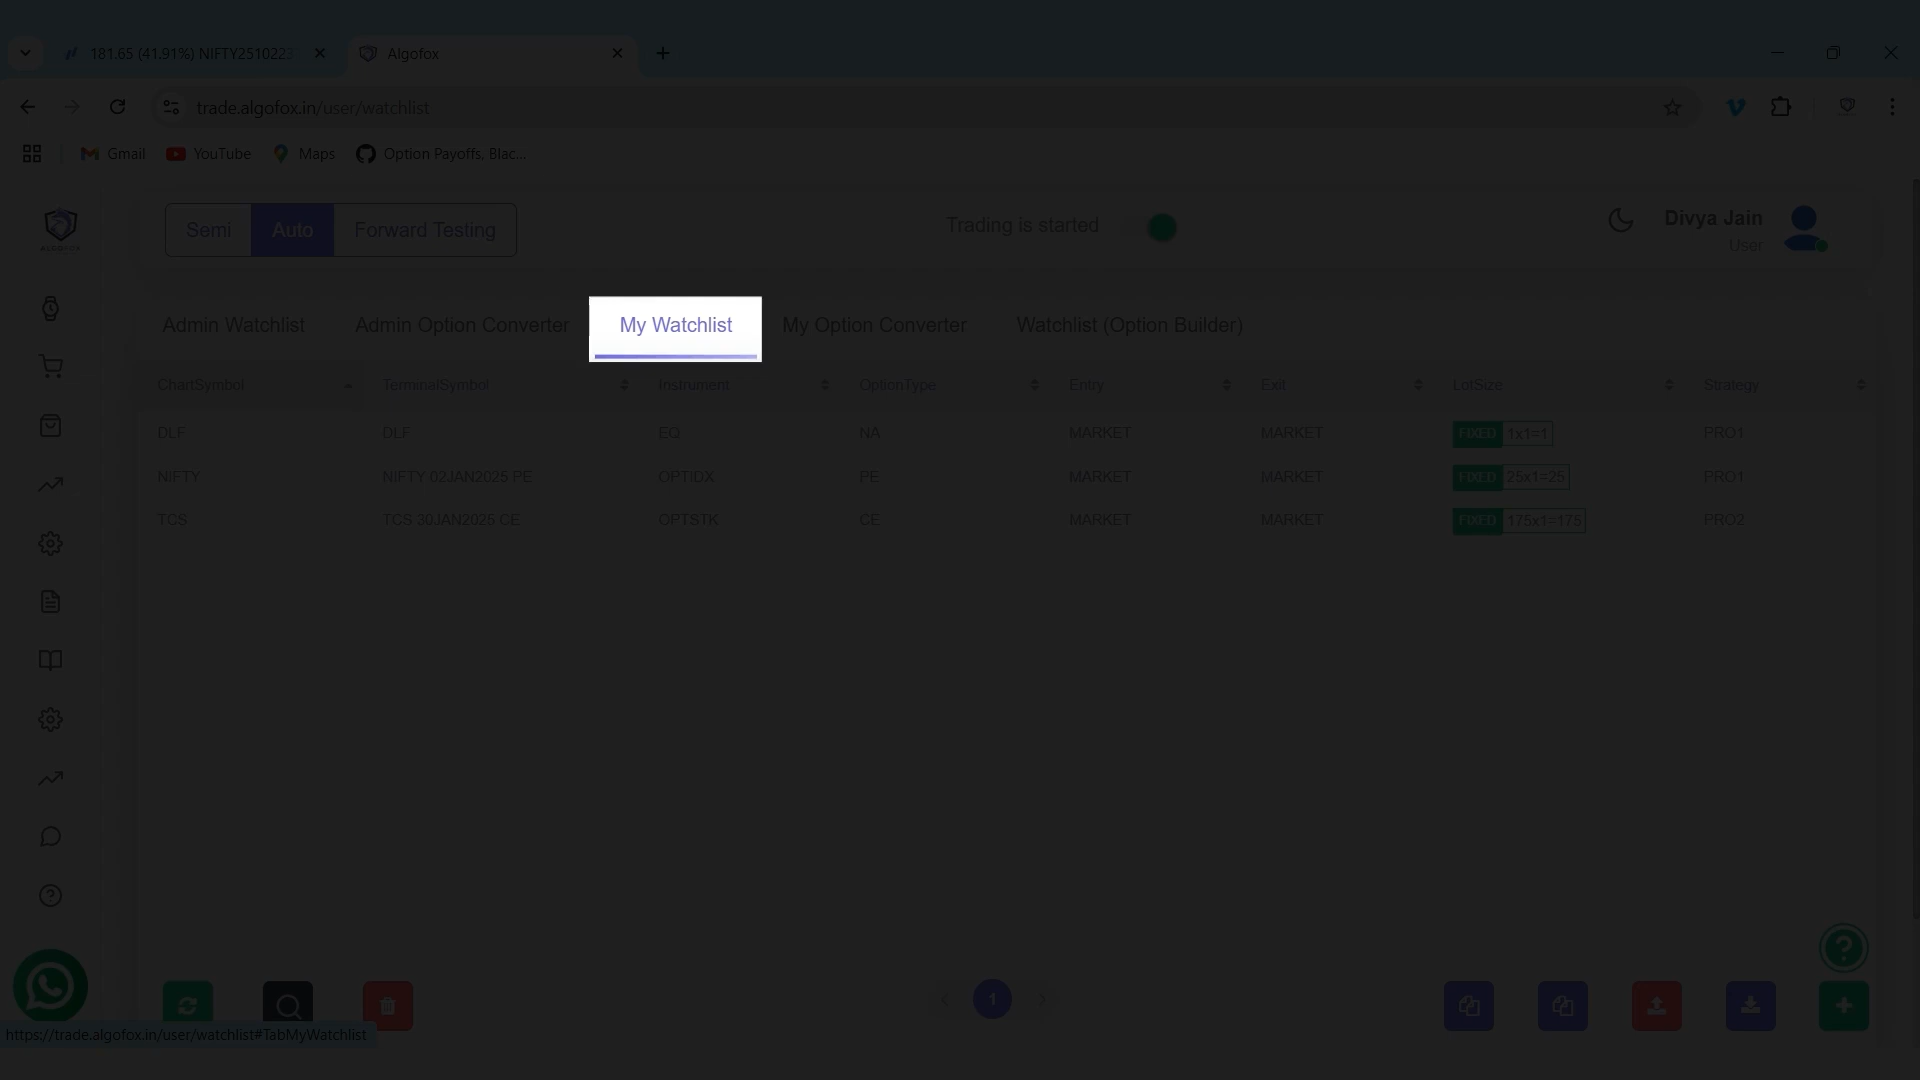 181.65 (41.91%) NIFTY2510223
Algofox
trade.algofox.in/user/watchlist
Gmail
YouTube
Maps
Option Payoffs, Blac...
ALGOFOX
Semi
Auto
Forward Testing
Trading is started
Divya Jain
User
Admin Watchlist
Admin Option Converter
My Watchlist
My Option Converter
Watchlist (Option Builder)
ChartSymbol TerminalSymbol Instrument OptionType Entry Exit LotSize Strategy
DLF DLF EQ NA MARKET MARKET FIXED 1x1=1 PRO1
NIFTY NIFTY 02JAN2025 PE OPTIDX PE MARKET MARKET FIXED 25x1=25 PRO1
TCS TCS 30JAN2025 CE OPTSTK CE MARKET MARKET FIXED 175x1=175 PRO2
1
https://trade.algofox.in/user/watchlist#TabMyWatchlist